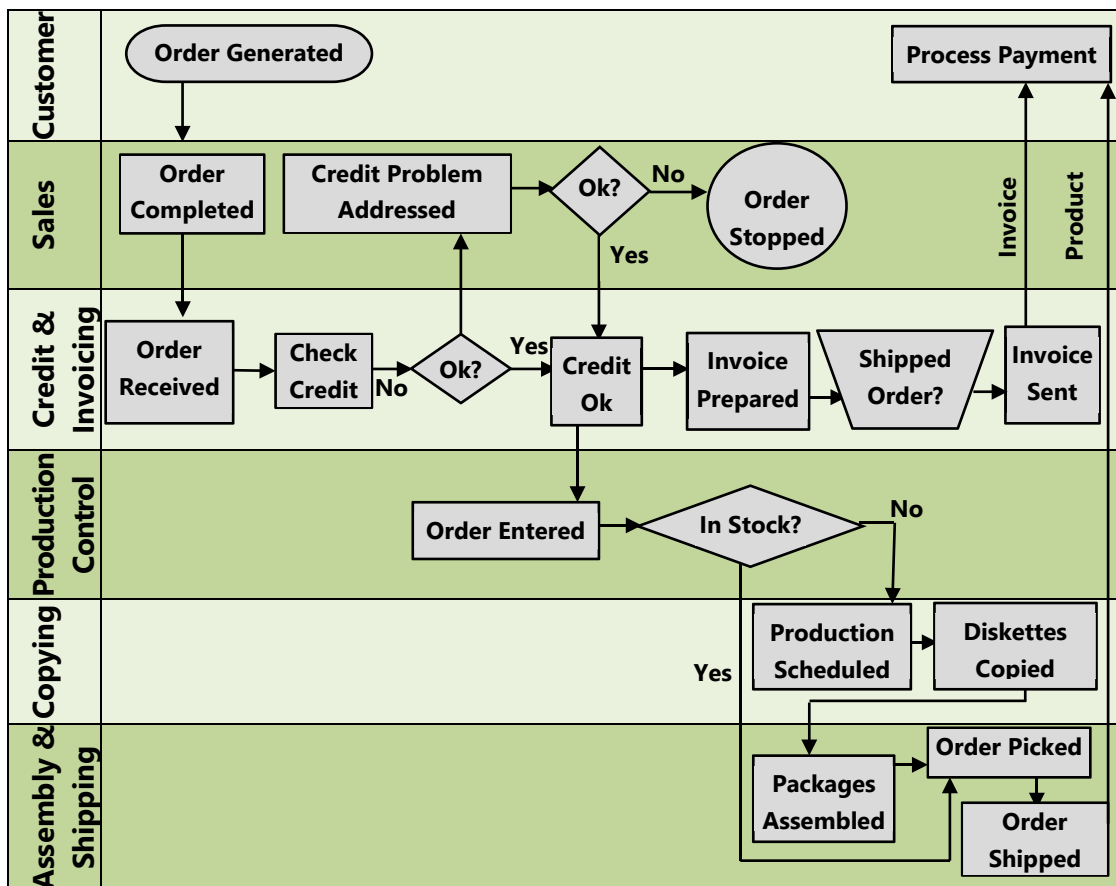 Customer
Order Generated
Process Payment
Sales
Order
Completed
Credit Problem
Addressed
Ok?
No
Order
Stopped
Yes
Invoice
Product
Credit &
Invoicing
Order
Received
Check
Credit
No
Ok?
Yes
Credit
Ok
Invoice
Prepared
Shipped
Order?
Invoice
Sent
Production
Control
Order Entered
In Stock?
No
Yes
Copying
Production
Scheduled
Diskettes
Copied
Assembly &
Shipping
Packages
Assembled
Order Picked
Order
Shipped